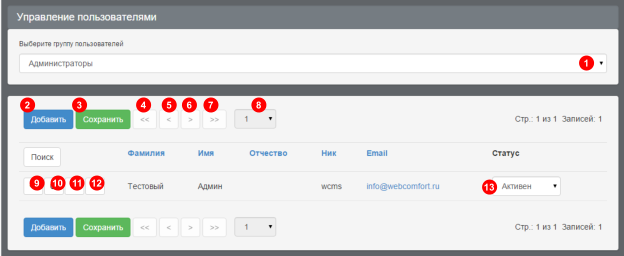 Управление пользователями
Выберите группу пользователей
Администраторы 1
2 3 4 5 6 7 8
Добавить Сохранить << < > >> 1 Стр.: 1 из 1 Записей: 1
Поиск Фамилия Имя Отчество Ник Email Статус
9 10 11 12 Тестовый Админ wcms info@webcomfort.ru 13 Активен
Добавить Сохранить << < > >> 1 Стр.: 1 из 1 Записей: 1